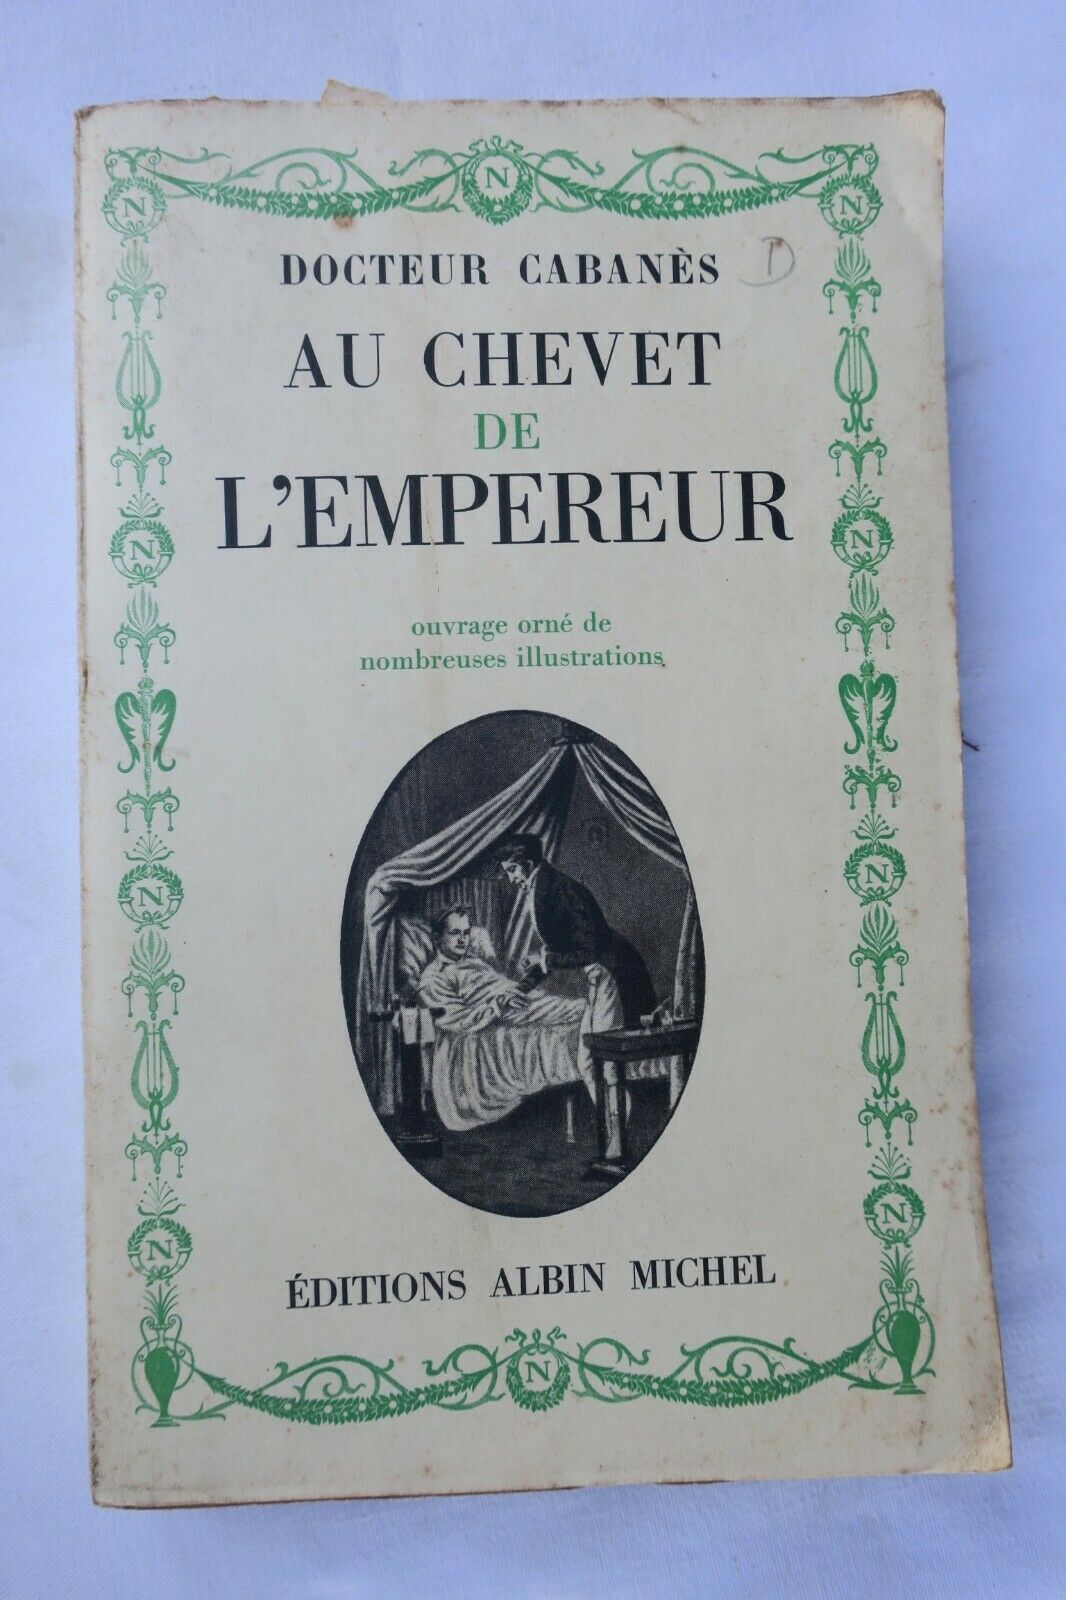 N
N N
DOCTEUR CABANÈS D
AU CHEVET
DE
L'EMPEREUR
N N
ouvrage orné de
nombreuses illustrations
N
N N
N N
ÉDITIONS ALBIN MICHEL
N